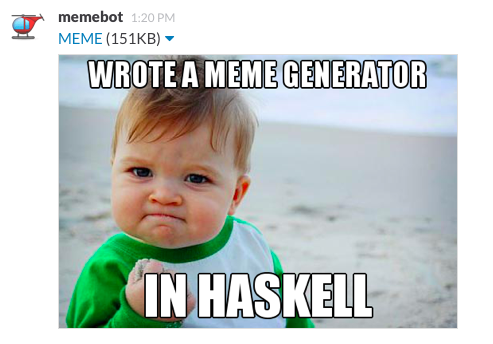 memebot 1:20 PM
MEME (151KB)
WROTE A MEME GENERATOR
IN HASKELL